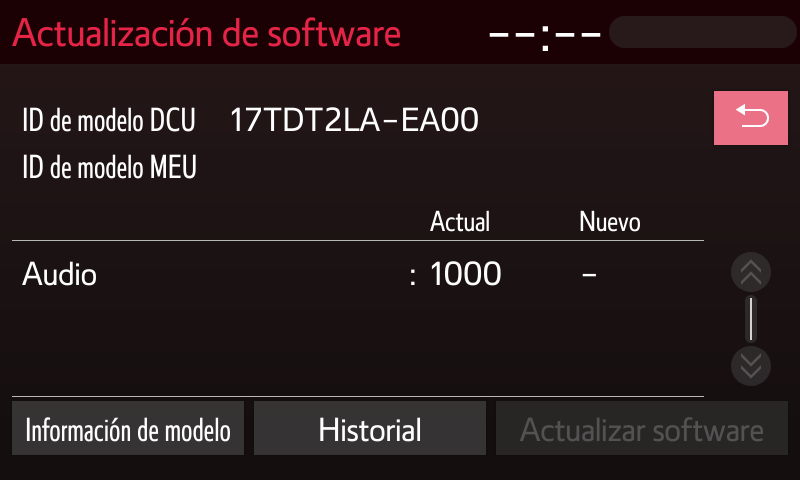 Actualización de software --:--
ID de modelo DCU 17TDT2LA-EA00
ID de modelo MEU
Actual Nuevo
Audio : 1000 -
Información de modelo Historial Actualizar software